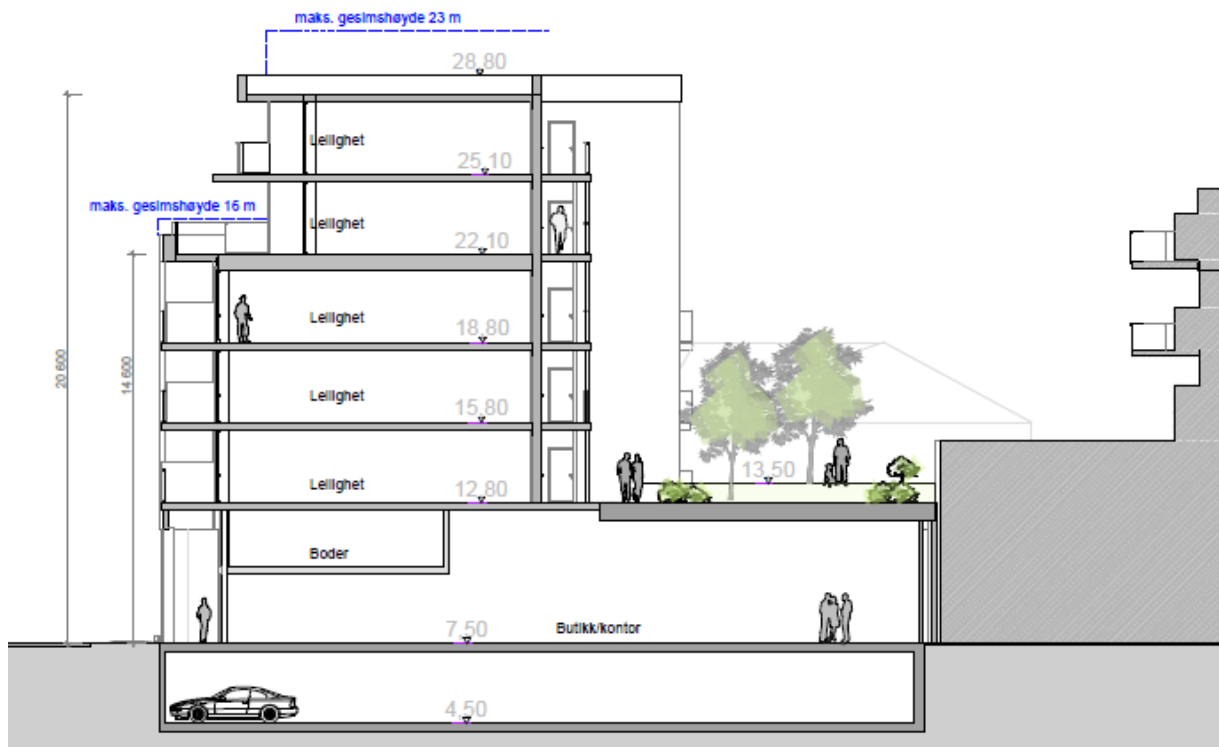 maks. gesimshøyde 23 m
28,80
Leilighet
25,10
maks. gesimshøyde 16 m
Leilighet
22,10
Leilighet
18,80
20 600
14 600
Leilighet
15,80
Leilighet
12,80
13,50
Boder
7,50
Butikk/kontor
4,50